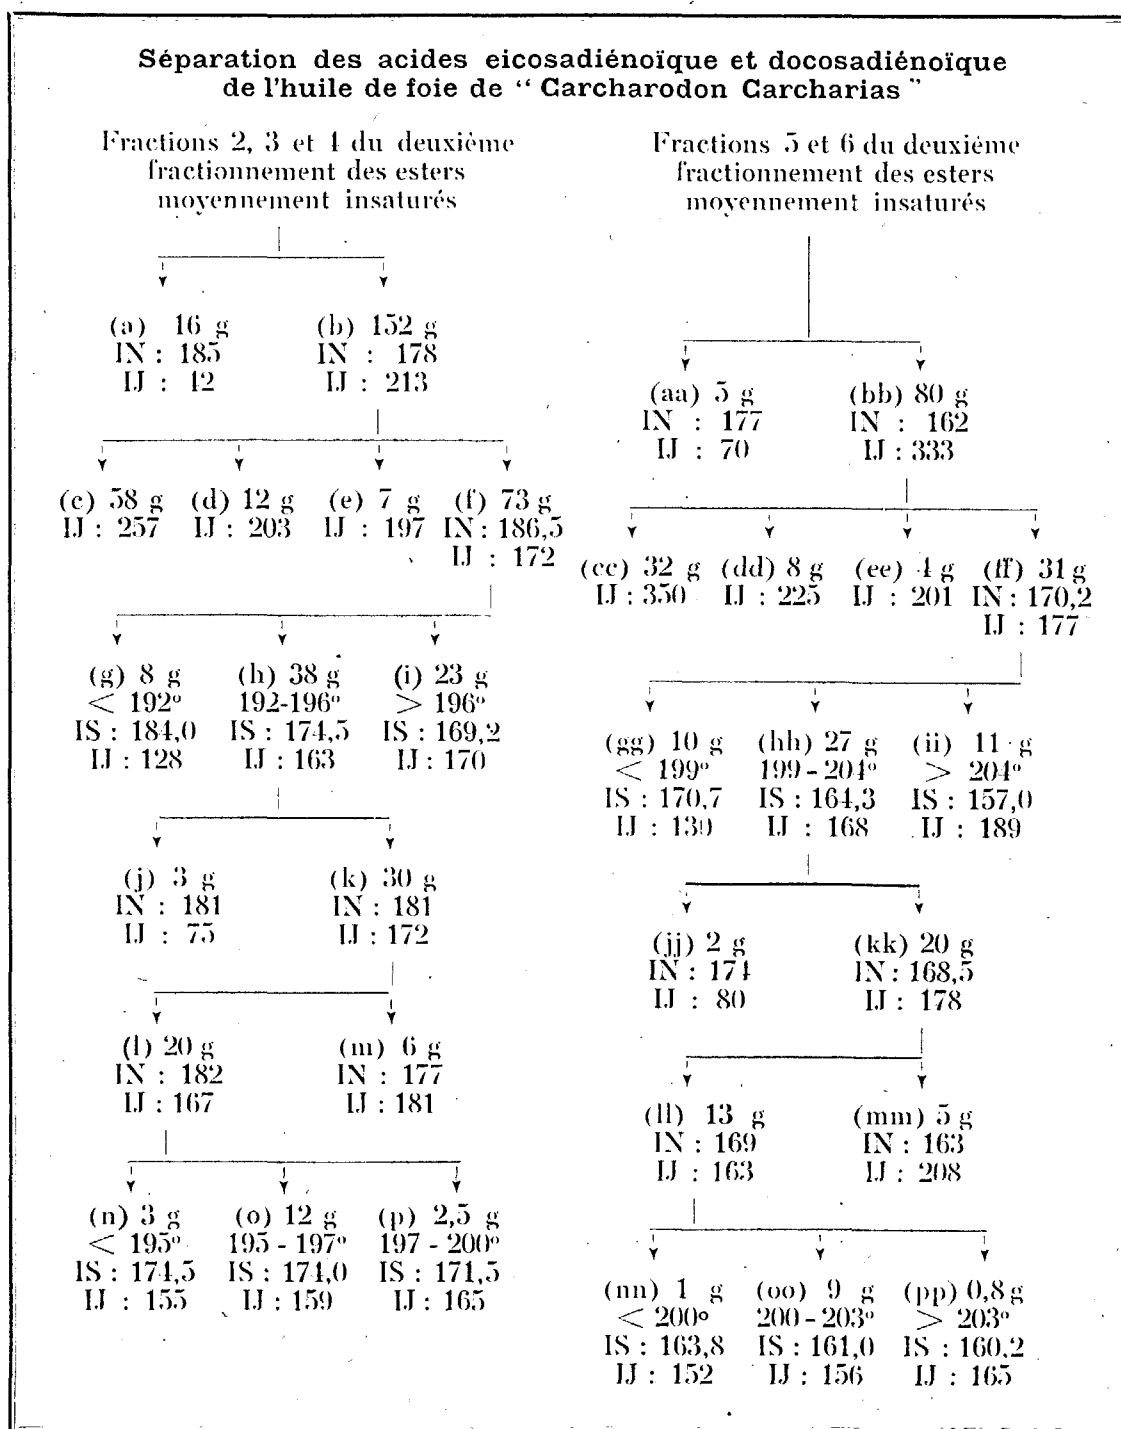 Séparation des acides eicosadiénoïque et docosadiénoïque
de l'huile de foie de “ Carcharodon Carcharias ”
Fractions 2, 3 et 4 du deuxième
fractionnement des esters
moyennement insaturés
Fractions 5 et 6 du deuxième
fractionnement des esters
moyennement insaturés
(a) 16 g
IN : 185
IJ : 42
(b) 152 g
IN : 178
IJ : 213
(aa) 5 g
IN : 177
IJ : 70
(bb) 80 g
IN : 162
IJ : 333
(c) 58 g
IJ : 257
(d) 12 g
IJ : 203
(e) 7 g
IJ : 197
(f) 73 g
IN : 186,5
IJ : 172
(cc) 32 g
IJ : 350
(dd) 8 g
IJ : 225
(ee) 4 g
IJ : 201
(ff) 31 g
IN : 170,2
IJ : 177
(g) 8 g
< 192°
IS : 184,0
IJ : 128
(h) 38 g
192-196°
IS : 174,5
IJ : 163
(i) 23 g
> 196°
IS : 169,2
IJ : 170
(gg) 10 g
< 199°
IS : 170,7
IJ : 130
(hh) 27 g
199 - 204°
IS : 164,3
IJ : 168
(ii) 11 g
> 204°
IS : 157,0
IJ : 189
(j) 3 g
IN : 181
IJ : 75
(k) 30 g
IN : 181
IJ : 172
(jj) 2 g
IN : 174
IJ : 80
(kk) 20 g
IN : 168,5
IJ : 178
(l) 20 g
IN : 182
IJ : 167
(m) 6 g
IN : 177
IJ : 181
(ll) 13 g
IN : 169
IJ : 163
(mm) 5 g
IN : 163
IJ : 208
(n) 3 g
< 195°
IS : 174,5
IJ : 155
(o) 12 g
195 - 197°
IS : 174,0
IJ : 159
(p) 2,5 g
197 - 200°
IS : 171,5
IJ : 165
(nn) 1 g
< 200°
IS : 163,8
IJ : 152
(oo) 9 g
200 - 203°
IS : 161,0
IJ : 156
(pp) 0,8 g
> 203°
IS : 160,2
IJ : 165